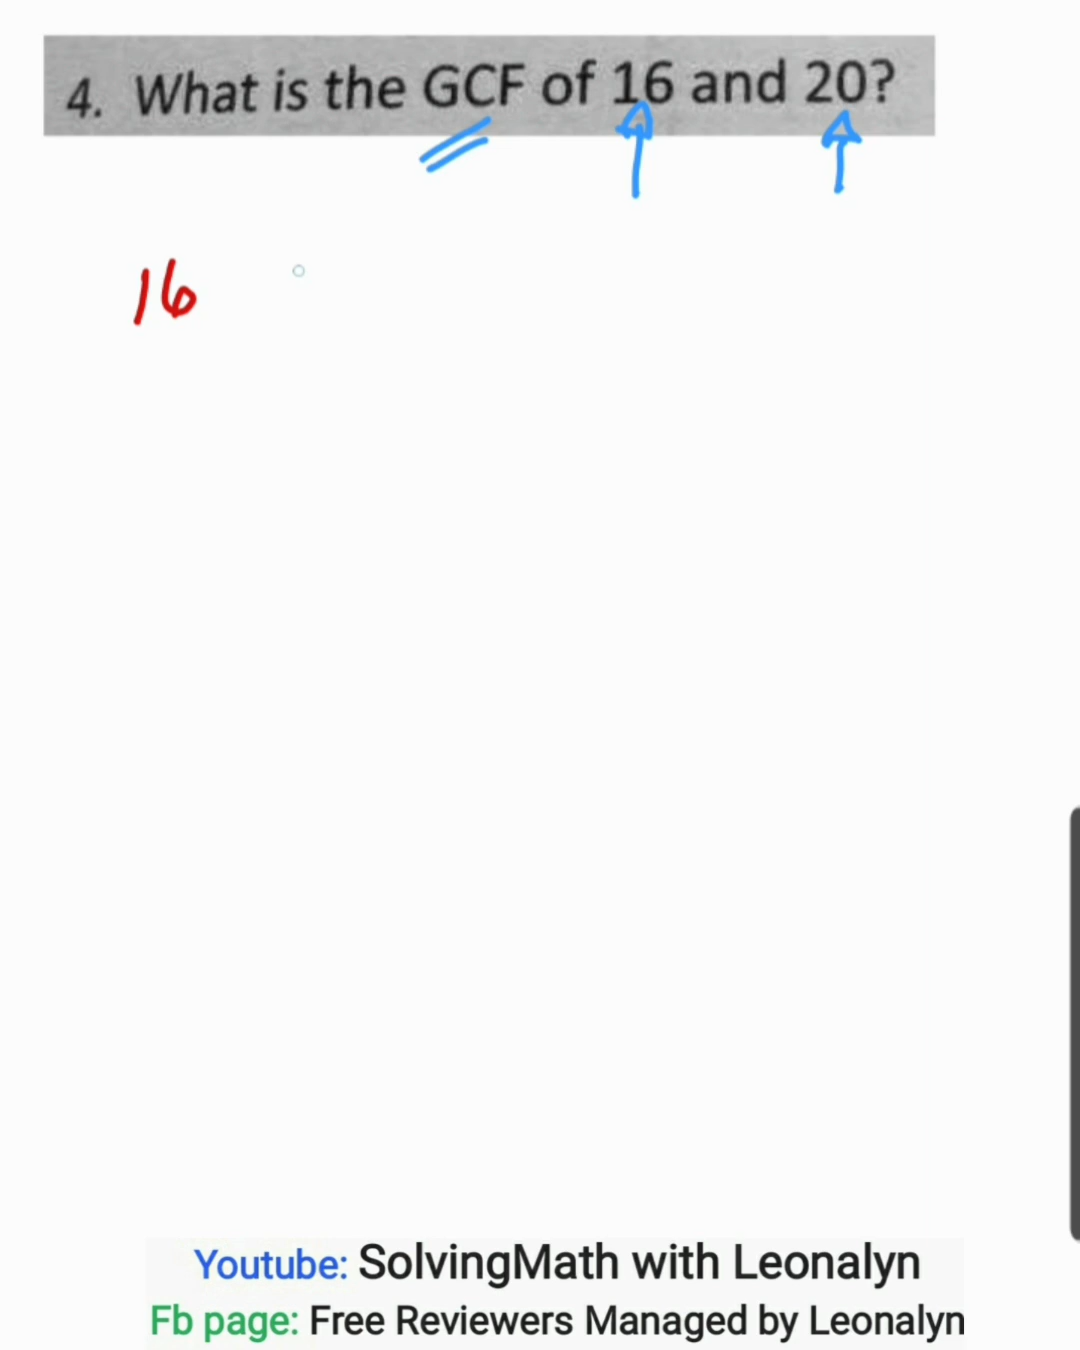 4. What is the GCF of 16 and 20?
16
Youtube: SolvingMath with Leonalyn
Fb page: Free Reviewers Managed by Leonalyn